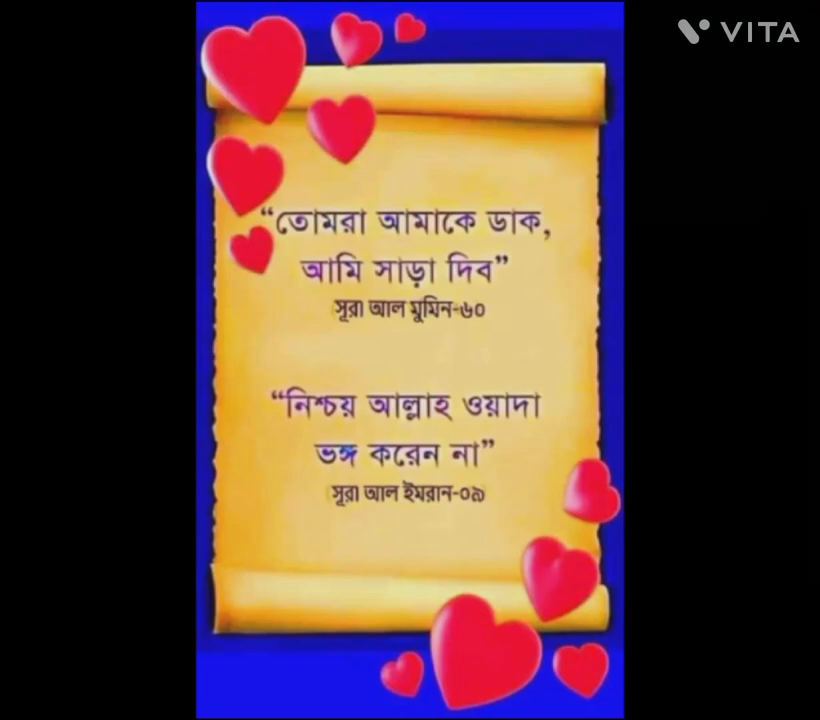 VITA
“তোমরা আমাকে ডাক,
আমি সাড়া দিব”
সূরা আল মুমিন-৬০
“নিশ্চয় আল্লাহ ওয়াদা
ভঙ্গ করেন না”
সূরা আল ইমরান-০৯